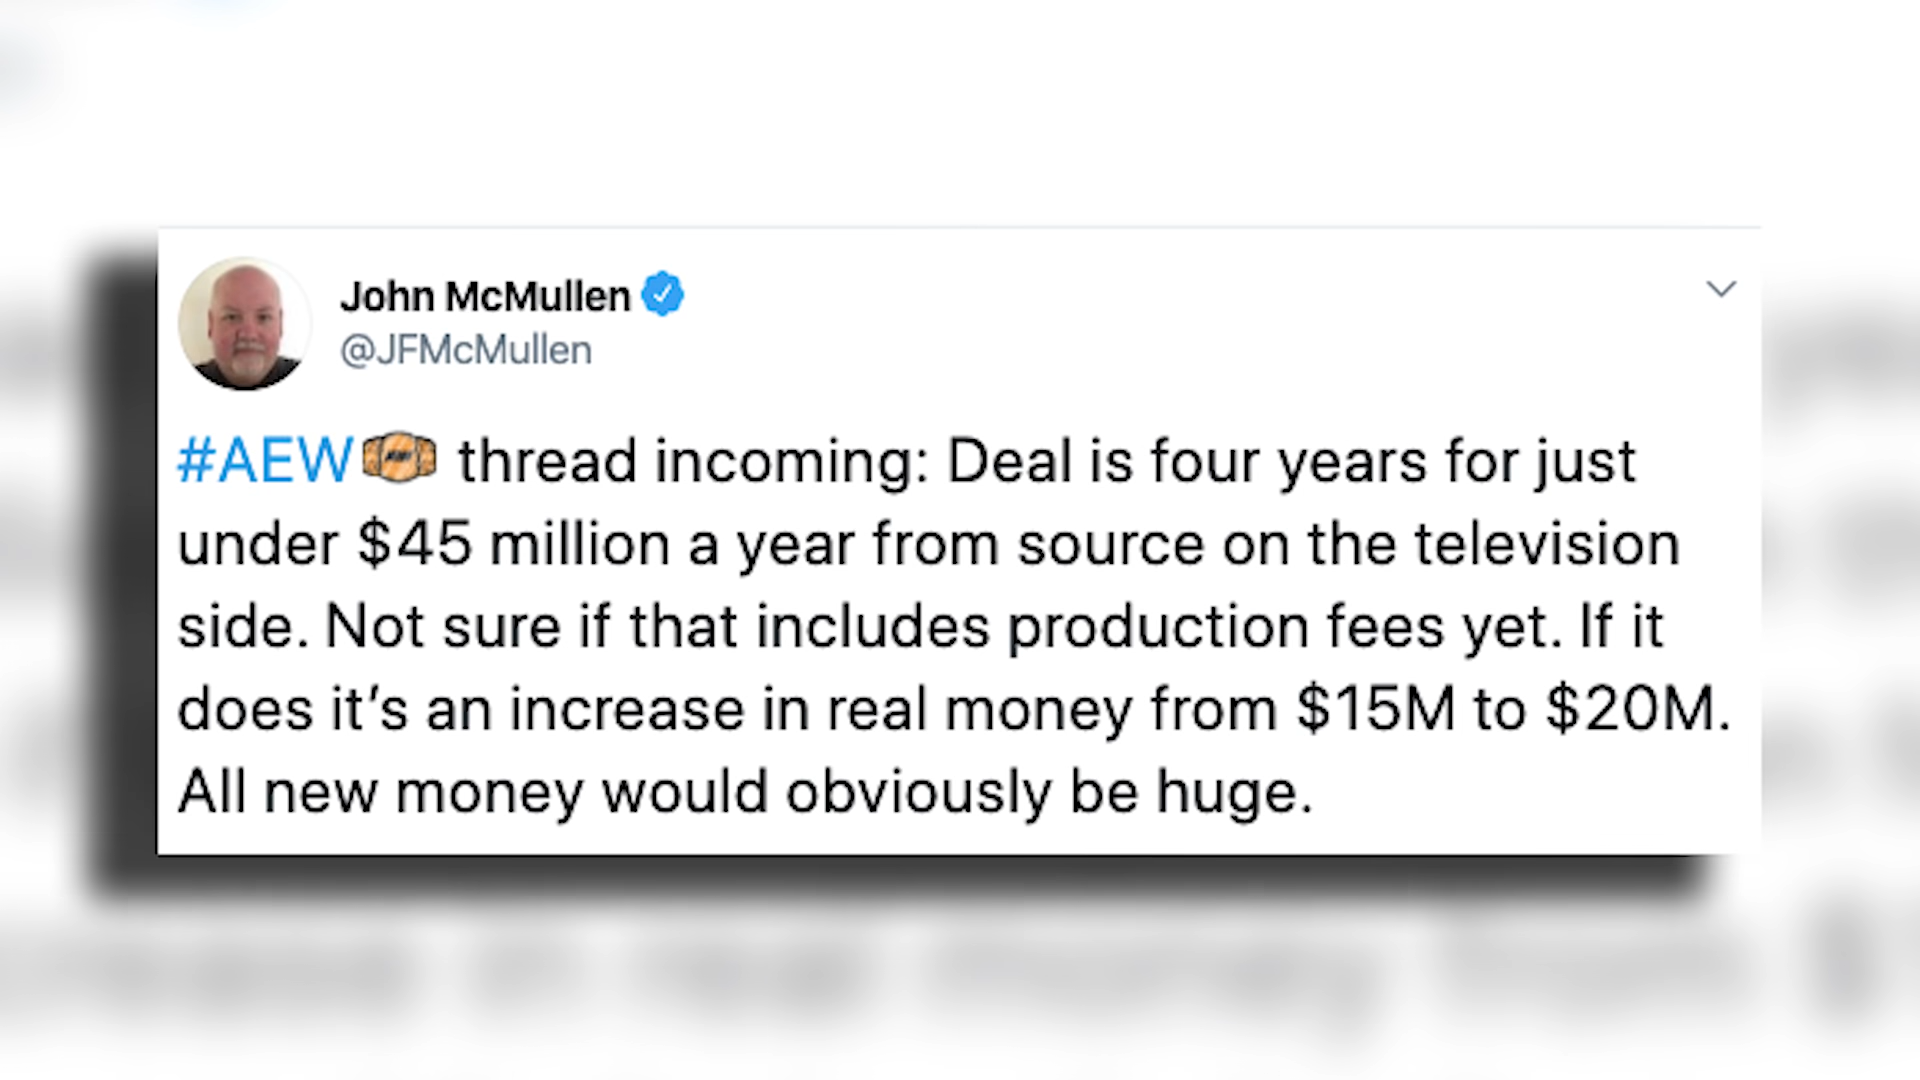 John McMullen
@JFMcMullen
#AEW thread incoming: Deal is four years for just
under $45 million a year from source on the television
side. Not sure if that includes production fees yet. If it
does it’s an increase in real money from $15M to $20M.
All new money would obviously be huge.